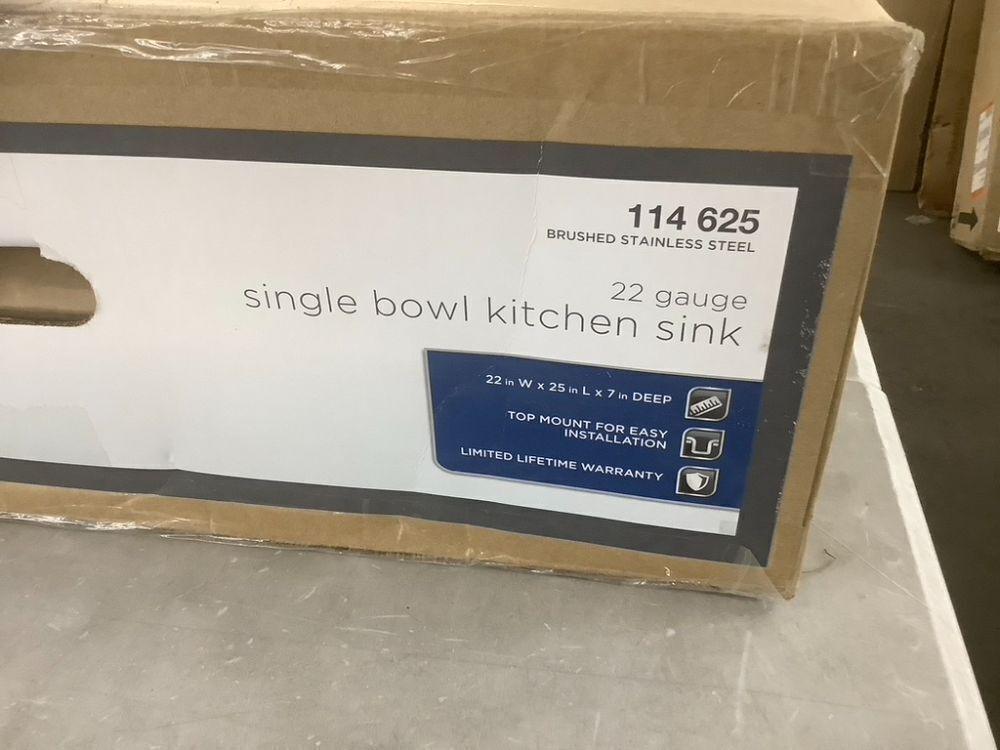 114 625
BRUSHED STAINLESS STEEL
22 gauge
single bowl kitchen sink
22 in W x 25 in L x 7 in DEEP
TOP MOUNT FOR EASY
INSTALLATION
LIMITED LIFETIME WARRANTY